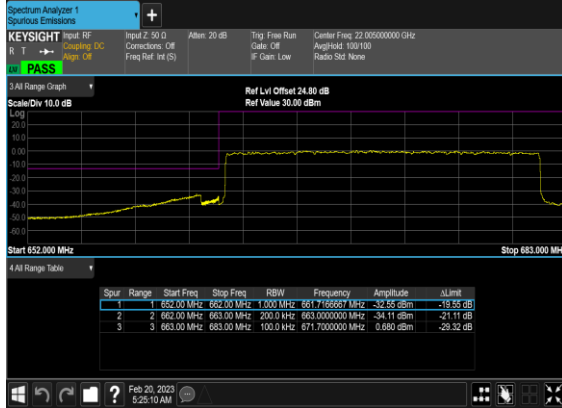 Spectrum Analyzer 1
Spurious Emissions
+
KEYSIGHT Input: RF Input Z: 50 Ω Atten: 20 dB Trig: Free Run Center Freq: 22.005000000 GHz
R T Coupling: DC Corrections: Off Gate: Off Avg|Hold: 100/100
Align: Off Freq Ref: Int (S) IF Gain: Low Radio Std: None
PASS
3 All Range Graph
Ref Lvl Offset 24.80 dB
Scale/Div 10.0 dB Ref Value 30.00 dBm
Log
20.0
10.0
0.00
-10.0
-20.0
-30.0
-40.0
-50.0
-60.0
Start 652.000 MHz Stop 683.000 MH
4 All Range Table
Spur Range Start Freq Stop Freq RBW Frequency Amplitude ΔLimit
1 1 652.00 MHz 662.00 MHz 1.000 MHz 661.7166667 MHz -32.55 dBm -19.55 dB
2 2 662.00 MHz 663.00 MHz 200.0 kHz 663.0000000 MHz -34.11 dBm -21.11 dB
3 3 663.00 MHz 683.00 MHz 100.0 kHz 671.7000000 MHz 0.680 dBm -29.32 dB
? Feb 20, 2023
5:25:10 AM